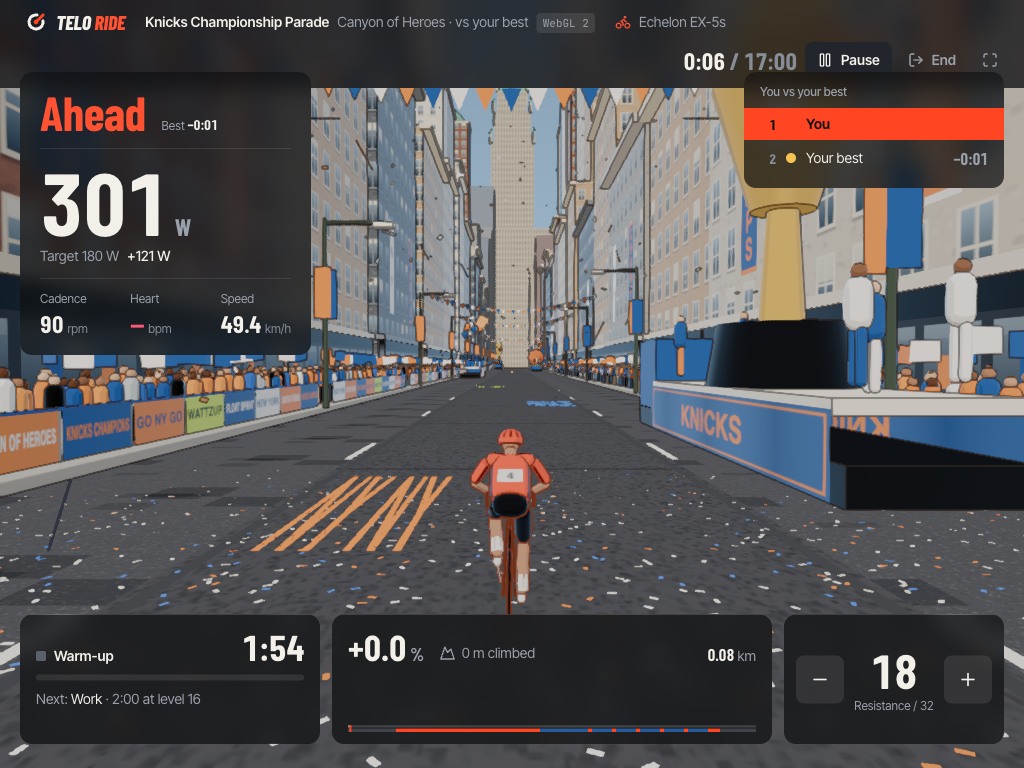 TELO RIDE Knicks Championship Parade Canyon of Heroes · vs your best WebGL 2 Echelon EX-5s
0:06 / 17:00 Pause End
Ahead Best −0:01
301 W
Target 180 W +121 W
Cadence Heart Speed
90 rpm – bpm 49.4 km/h
You vs your best
1 You
2 Your best −0:01
N OF HEROES
KNICKS CHAMPIONS
GO NY GO
WATTZUP
NEW YORK
KNICKS
NY NY
4
Warm-up 1:54
Next: Work · 2:00 at level 16
+0.0 % 0 m climbed 0.08 km
− 18 +
Resistance / 32